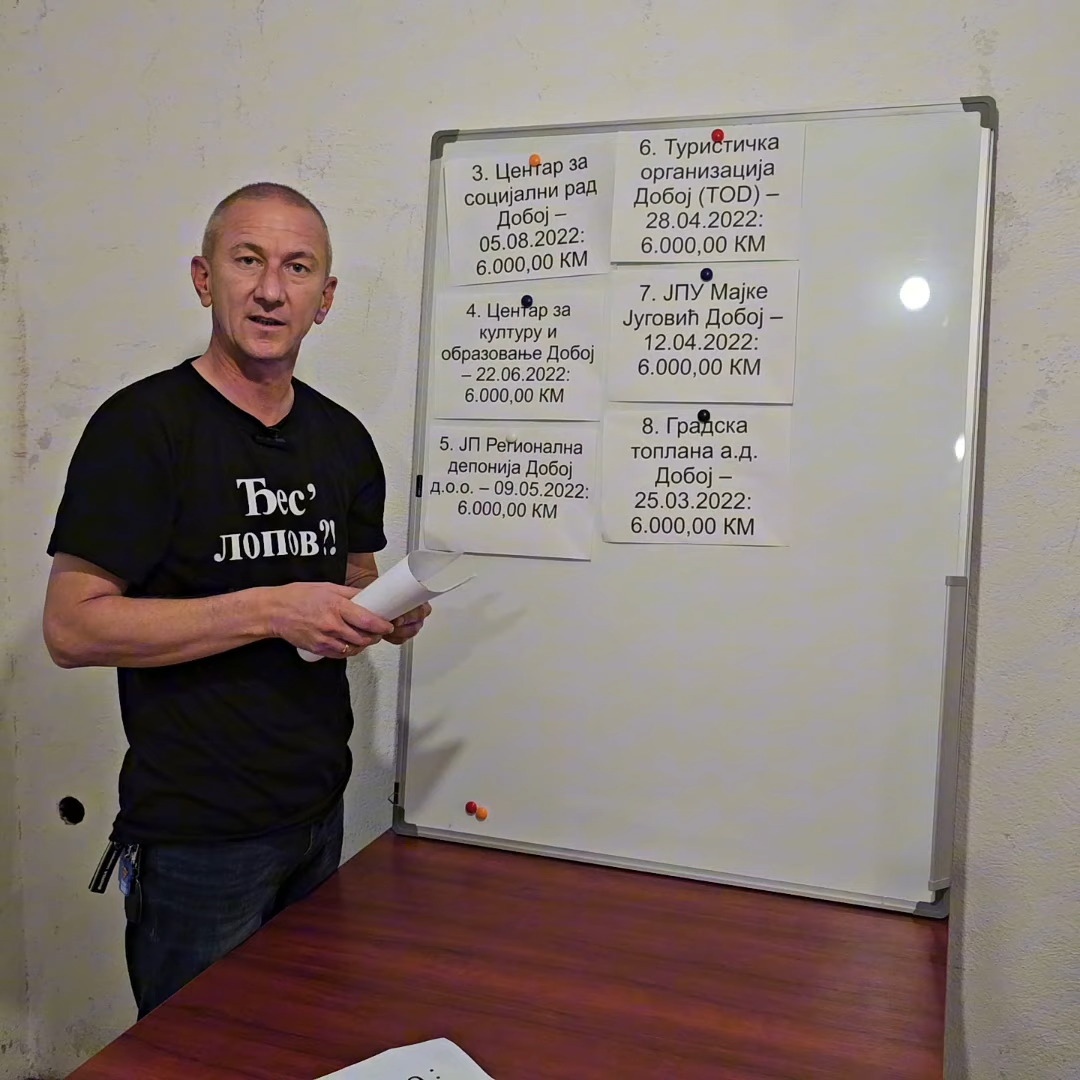 Ђес'
лопов?!
3. Центар за
социјални рад
Добој –
05.08.2022:
6.000,00 КМ
4. Центар за
културу и
образовање Добој
– 22.06.2022:
6.000,00 КМ
5. ЈП Регионална
депонија Добој
д.о.о. – 09.05.2022:
6.000,00 КМ
6. Туристичка
организација
Добој (TOD) –
28.04.2022:
6.000,00 КМ
7. ЈПУ Мајке
Југовић Добој –
12.04.2022:
6.000,00 КМ
8. Градска
топлана а.д.
Добој –
25.03.2022:
6.000,00 КМ